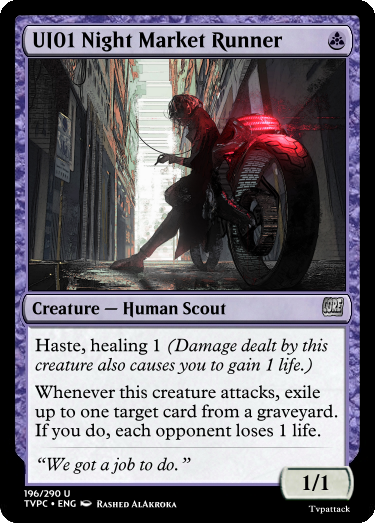 UI01 Night Market Runner
Creature — Human Scout
CORE
Haste, healing 1 (Damage dealt by this
creature also causes you to gain 1 life.)
Whenever this creature attacks, exile
up to one target card from a graveyard.
If you do, each opponent loses 1 life.
“We got a job to do.”
1/1
196/290 U
TVPC • ENG Rashed AlAkroka
Tvpattack